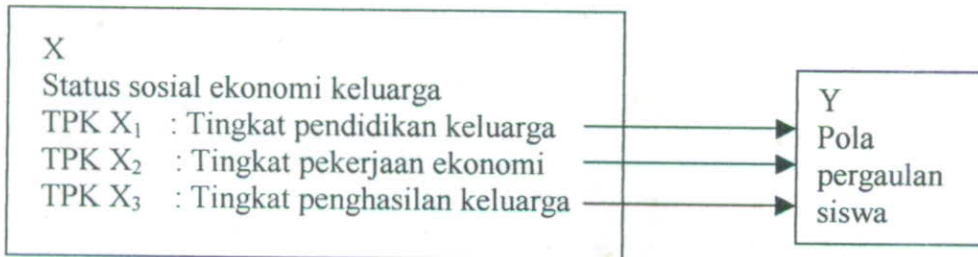 X
Status sosial ekonomi keluarga
TPK X₁ : Tingkat pendidikan keluarga
TPK X₂ : Tingkat pekerjaan ekonomi
TPK X₃ : Tingkat penghasilan keluarga
Y
Pola
pergaulan
siswa